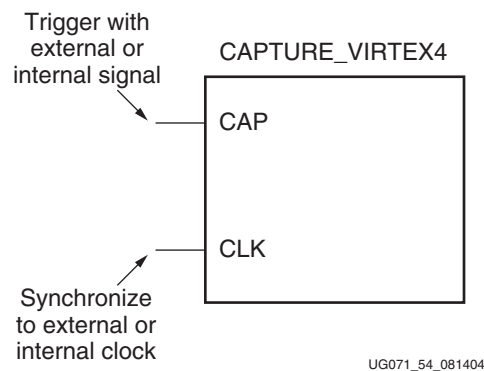 Trigger with
external or
internal signal
CAPTURE_VIRTEX4
CAP
CLK
Synchronize
to external or
internal clock
UG071_54_081404